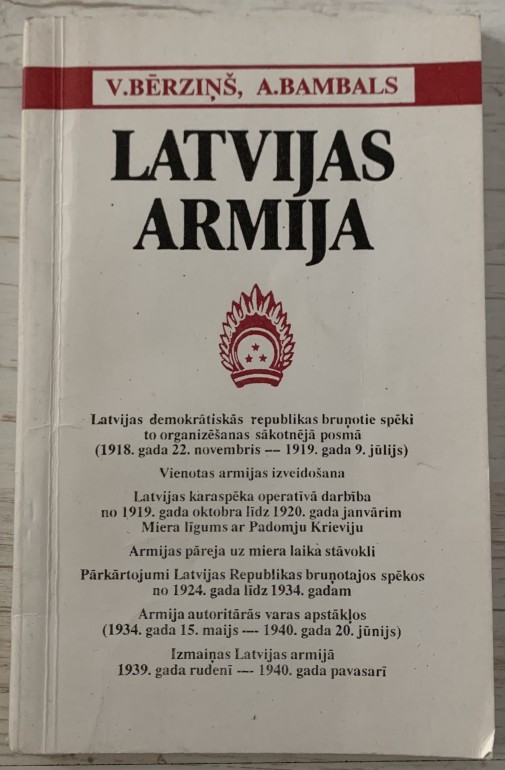 V.BĒRZIŅŠ, A.BAMBALS
LATVIJAS
ARMIJA
Latvijas demokrātiskās republikas bruņotie spēki
to organizēšanas sākotnējā posmā
(1918. gada 22. novembris — 1919. gada 9. jūlijs)
Vienotas armijas izveidošana
Latvijas karaspēka operatīvā darbība
no 1919. gada oktobra līdz 1920. gada janvārim
Miera līgums ar Padomju Krieviju
Armijas pāreja uz miera laika stāvokli
Pārkārtojumi Latvijas Republikas bruņotajos spēkos
no 1924. gada līdz 1934. gadam
Armija autoritārās varas apstākļos
(1934. gada 15. maijs — 1940. gada 20. jūnijs)
Izmaiņas Latvijas armijā
1939. gada rudenī — 1940. gada pavasarī